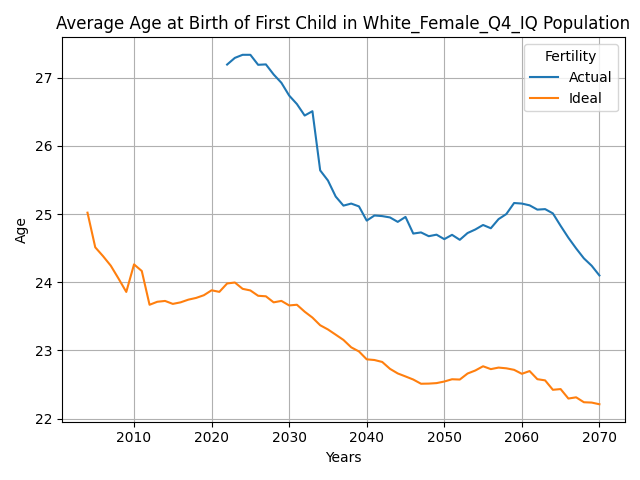 Average Age at Birth of First Child in White_Female_Q4_IQ Population
Fertility
Actual
Ideal
Age
27
26
25
24
23
22
2010
2020
2030
2040
2050
2060
2070
Years